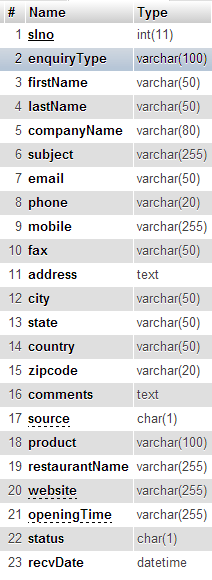 # Name Type
1 slno int(11)
2 enquiryType varchar(100)
3 firstName varchar(50)
4 lastName varchar(50)
5 companyName varchar(80)
6 subject varchar(255)
7 email varchar(50)
8 phone varchar(20)
9 mobile varchar(255)
10 fax varchar(50)
11 address text
12 city varchar(50)
13 state varchar(50)
14 country varchar(50)
15 zipcode varchar(20)
16 comments text
17 source char(1)
18 product varchar(100)
19 restaurantName varchar(255)
20 website varchar(255)
21 openingTime varchar(255)
22 status char(1)
23 recvDate datetime